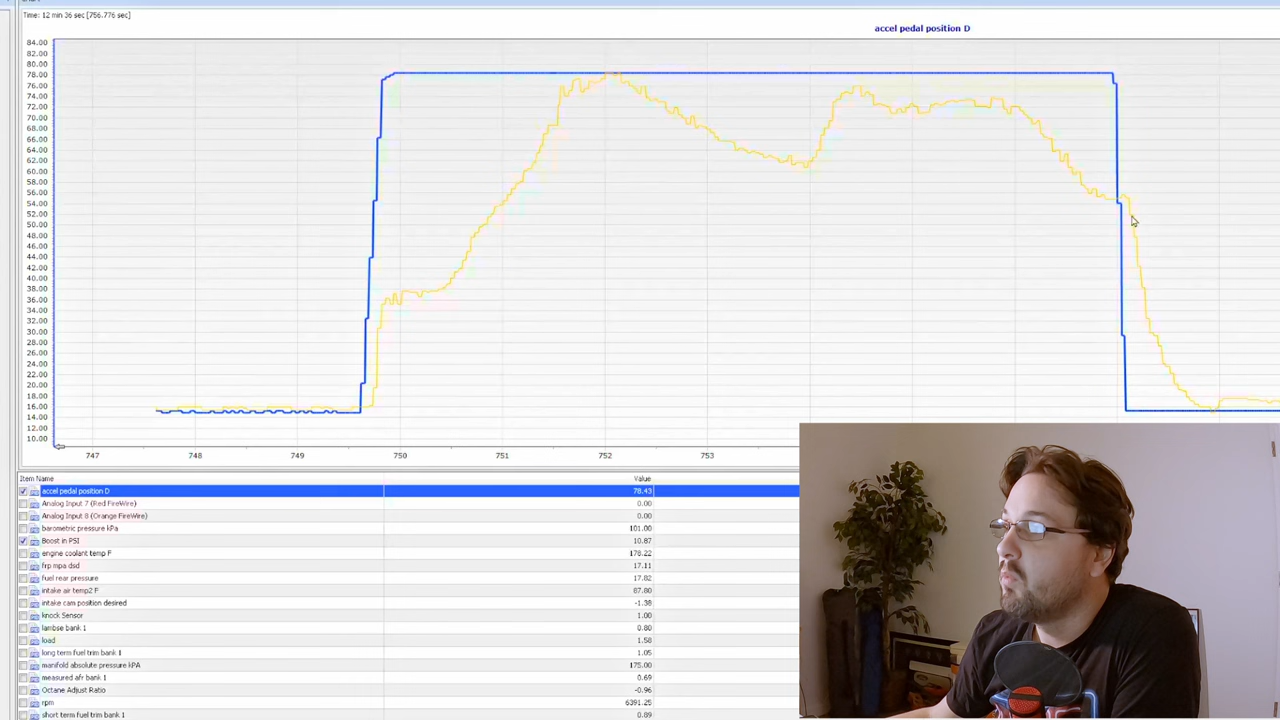 Time: 12 min 36 sec [756.776 sec]
accel pedal position D
84.00
82.00
80.00
78.00
76.00
74.00
72.00
70.00
68.00
66.00
64.00
62.00
60.00
58.00
56.00
54.00
52.00
50.00
48.00
46.00
44.00
42.00
40.00
38.00
36.00
34.00
32.00
30.00
28.00
26.00
24.00
22.00
20.00
18.00
16.00
14.00
12.00
10.00
747 748 749 750 751 752 753
Item Name Value
accel pedal position D 78.43
Analog Input 7 (Red FireWire) 0.00
Analog Input 8 (Orange FireWire) 0.00
barometric pressure kPa 101.00
Boost in PSI 10.87
engine coolant temp F 178.22
frp mpa dsd 17.11
fuel rear pressure 17.82
intake air temp2 F 87.80
intake cam position desired -1.38
knock Sensor 1.00
lambse bank 1 0.80
load 1.58
long term fuel trim bank 1 1.05
manifold absolute pressure kPA 175.00
measured afr bank 1 0.69
Octane Adjust Ratio -0.96
rpm 6391.25
short term fuel trim bank 1 0.89